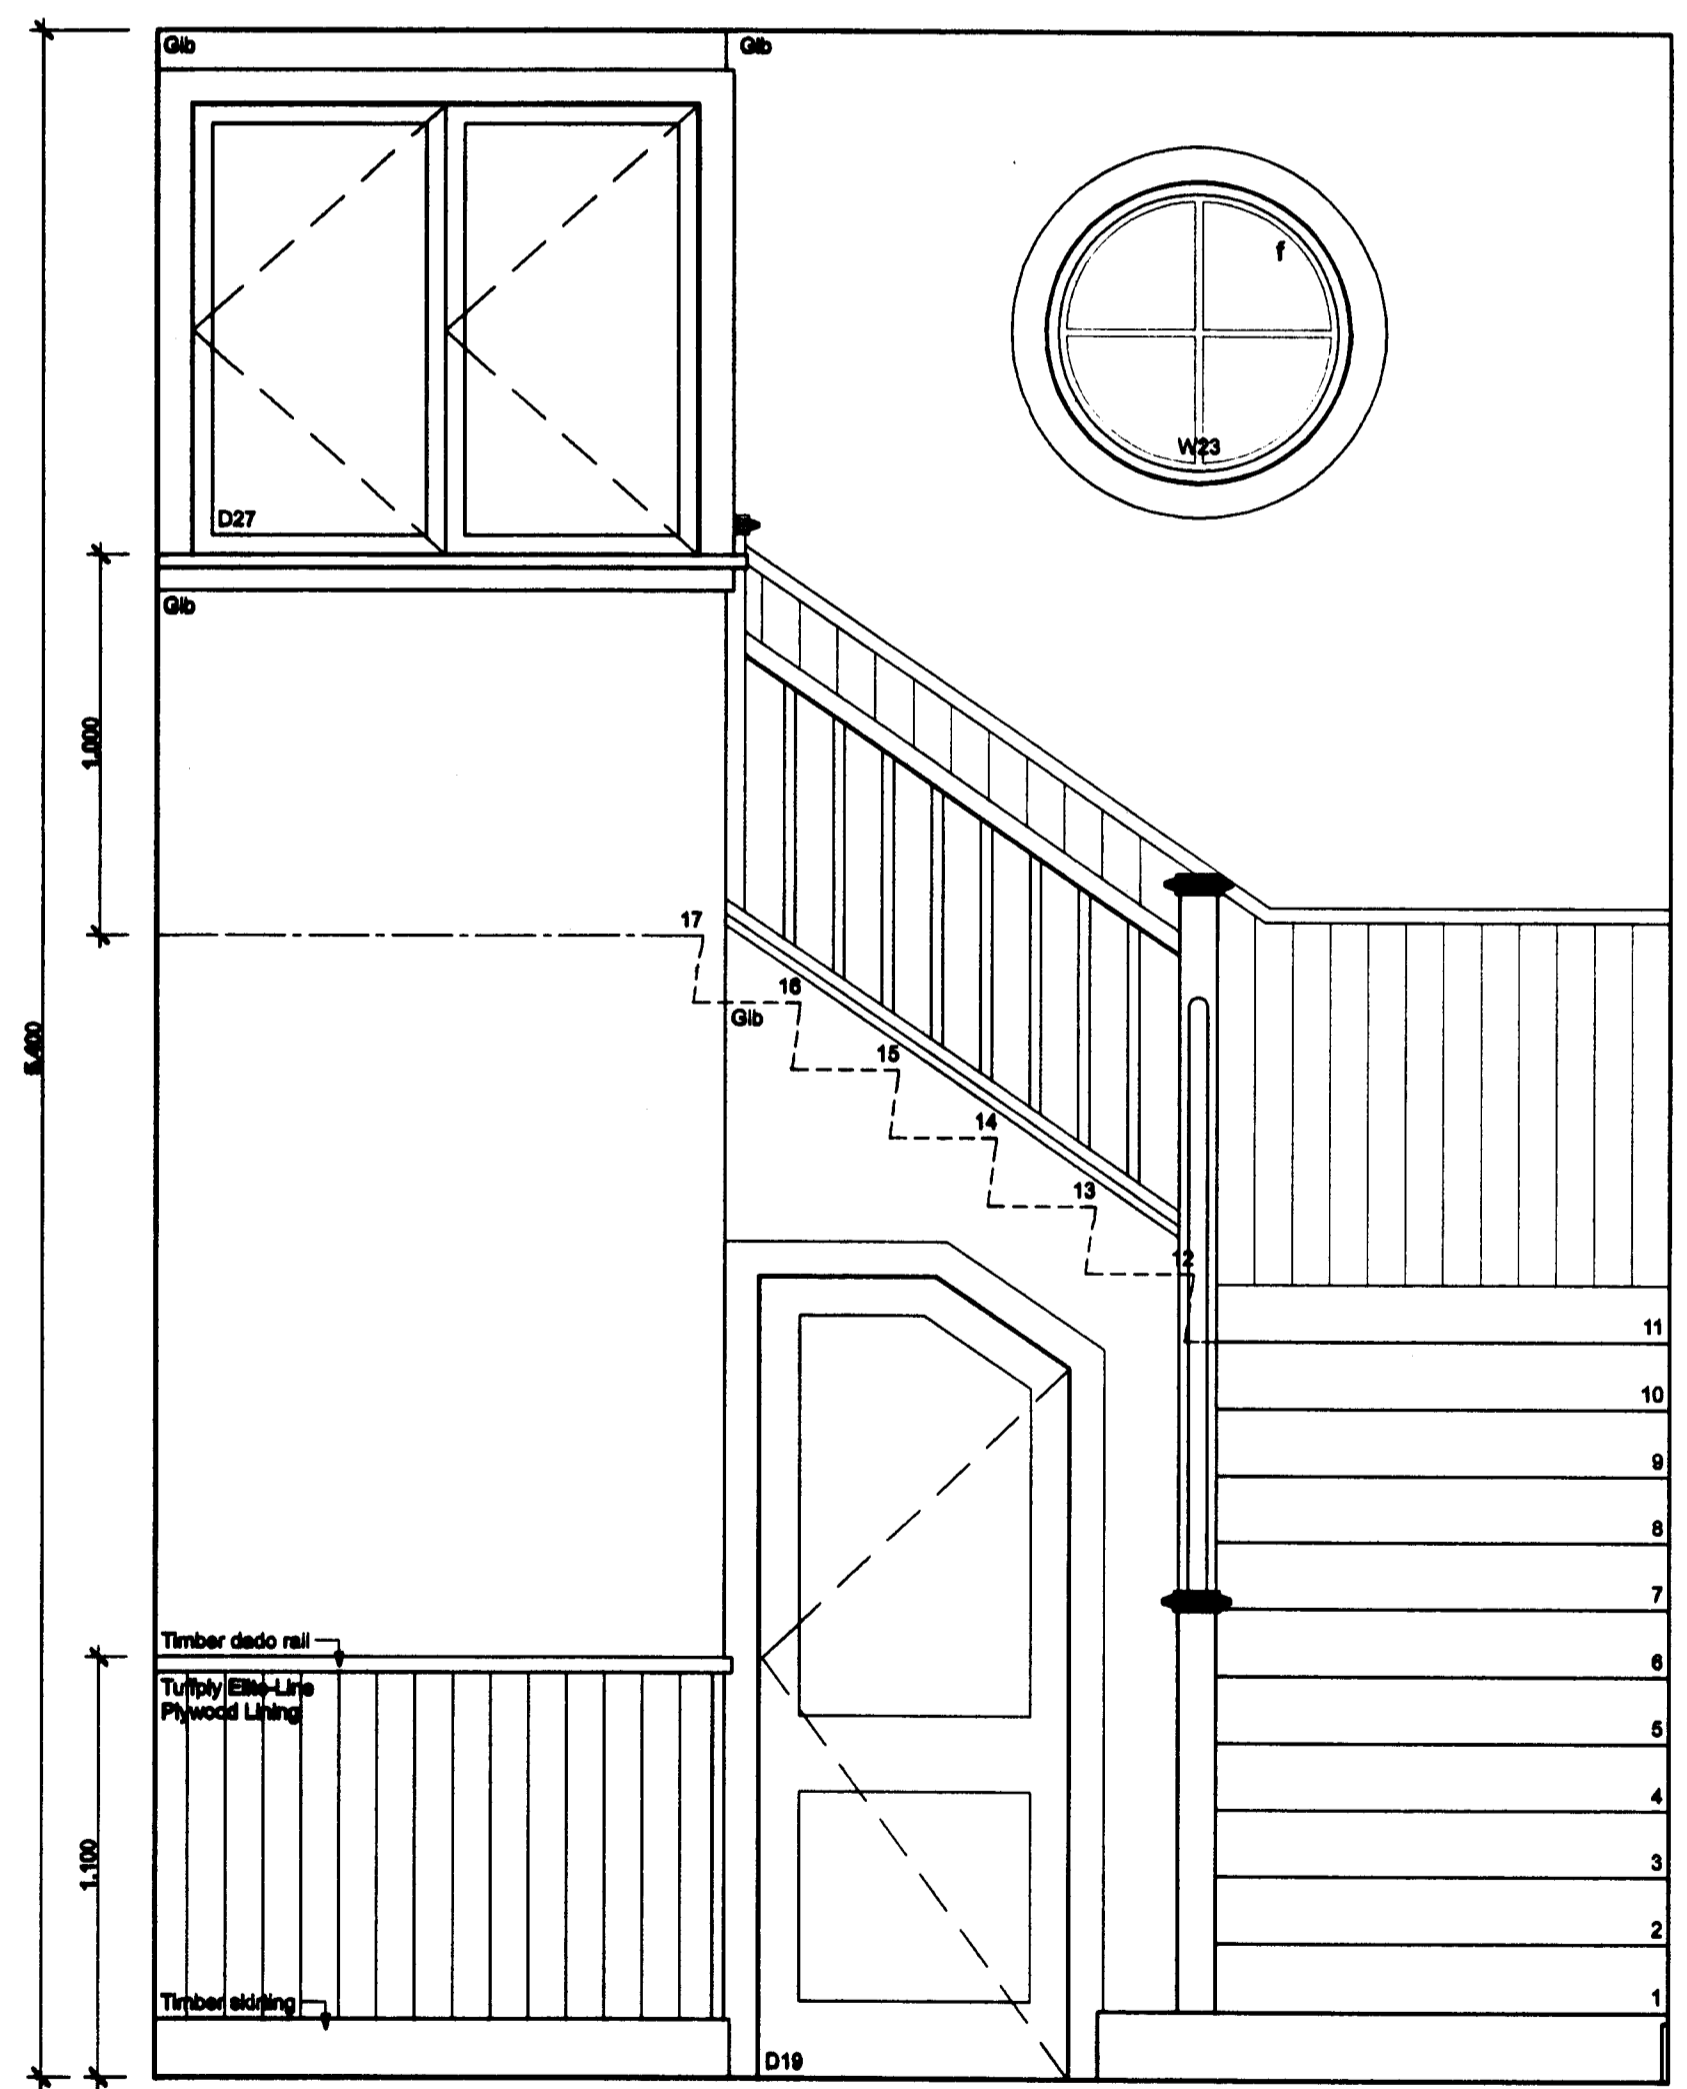 Gib
Gib
f
W23
D27
Gib
1.000
17
16
Gib
15
5.400
14
13
12
11
10
9
8
7
Timber dado rail
6
Tuffply Elite-Line
Plywood Lining
5
4
1.100
3
2
Timber skirting
1
D19